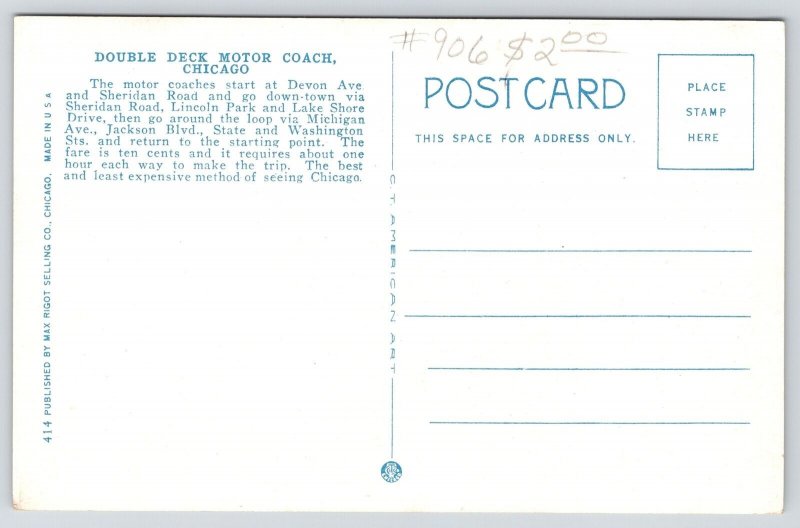 #906 $2.00
DOUBLE DECK MOTOR COACH,
CHICAGO
The motor coaches start at Devon Ave.
and Sheridan Road and go down-town via
Sheridan Road, Lincoln Park and Lake Shore
Drive, then go around the loop via Michigan
Ave., Jackson Blvd., State and Washington
Sts. and return to the starting point. The
fare is ten cents and it requires about one
hour each way to make the trip. The best
and least expensive method of seeing Chicago.
414 PUBLISHED BY MAX RIGOT SELLING CO., CHICAGO. MADE IN U S A
C T AMERICAN ART
POST CARD
THIS SPACE FOR ADDRESS ONLY.
PLACE
STAMP
HERE